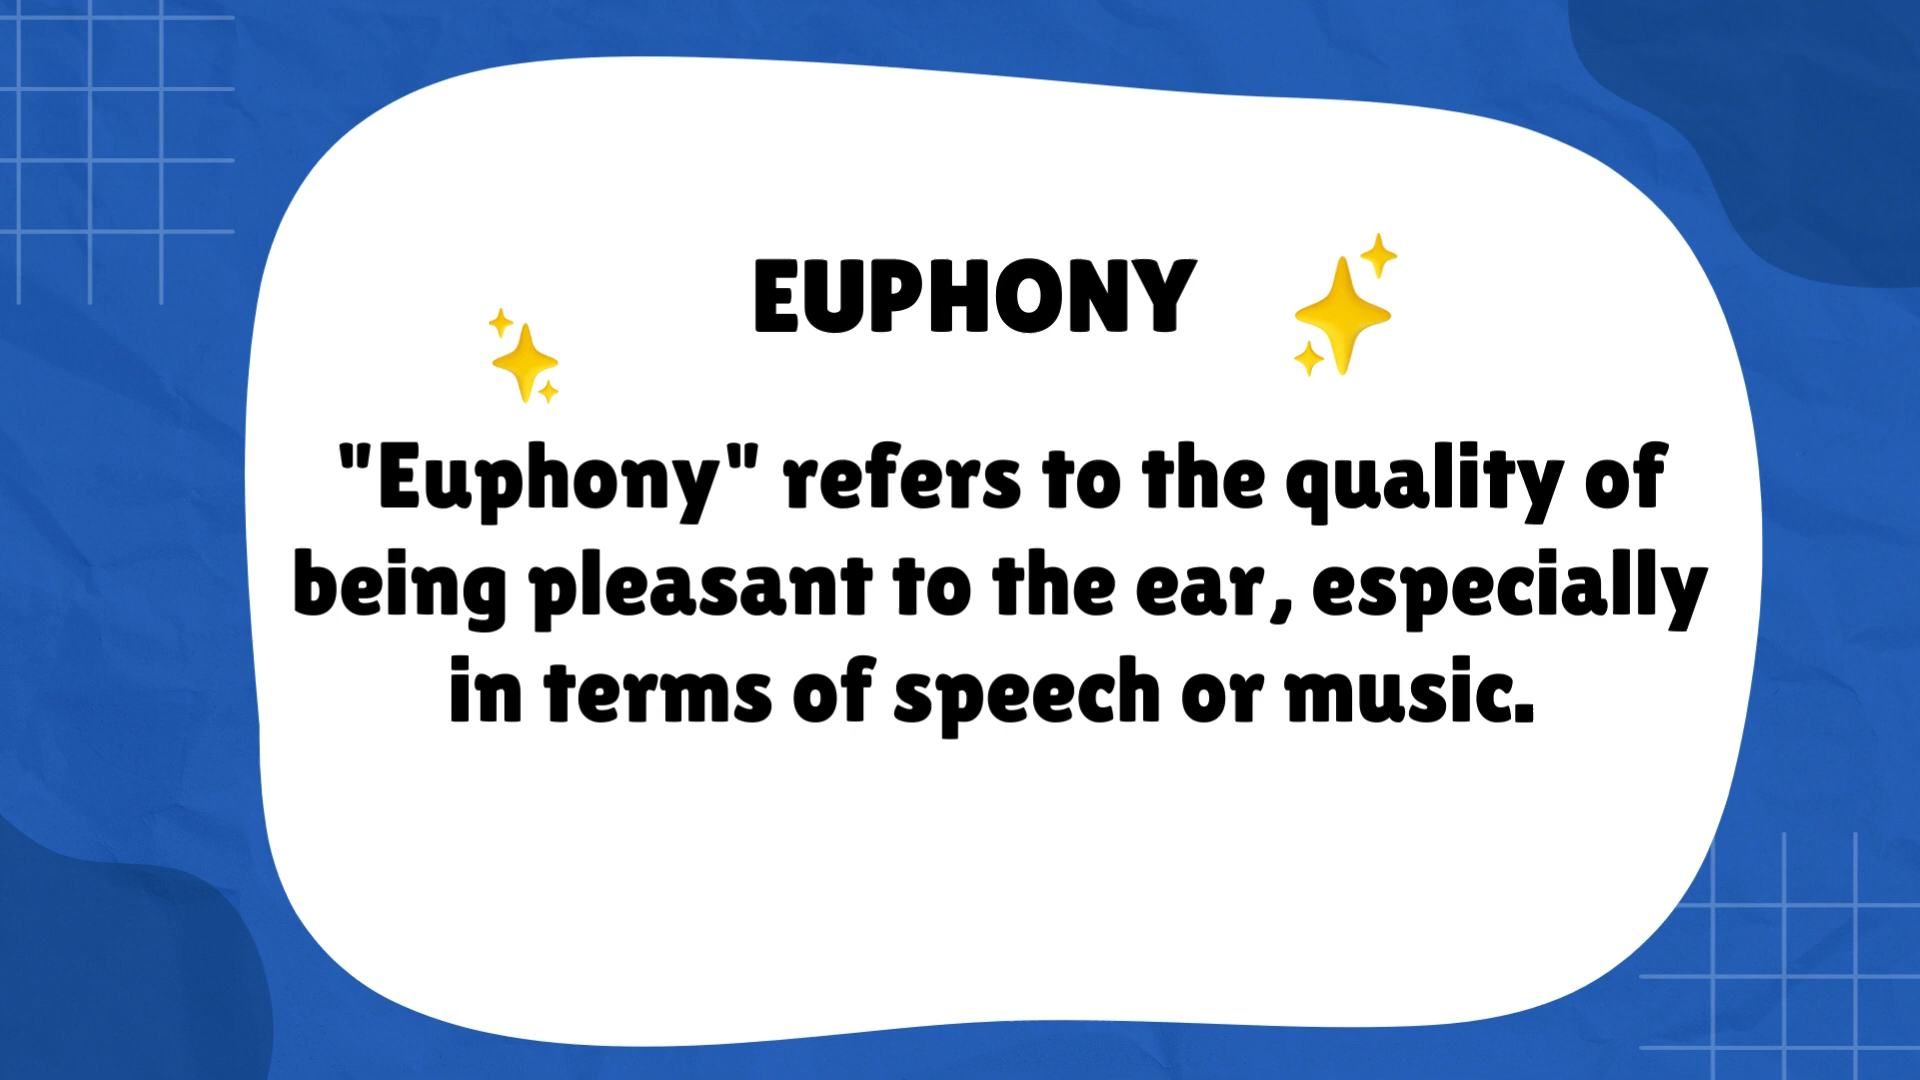 EUPHONY
"Euphony" refers to the quality of
being pleasant to the ear, especially
in terms of speech or music.